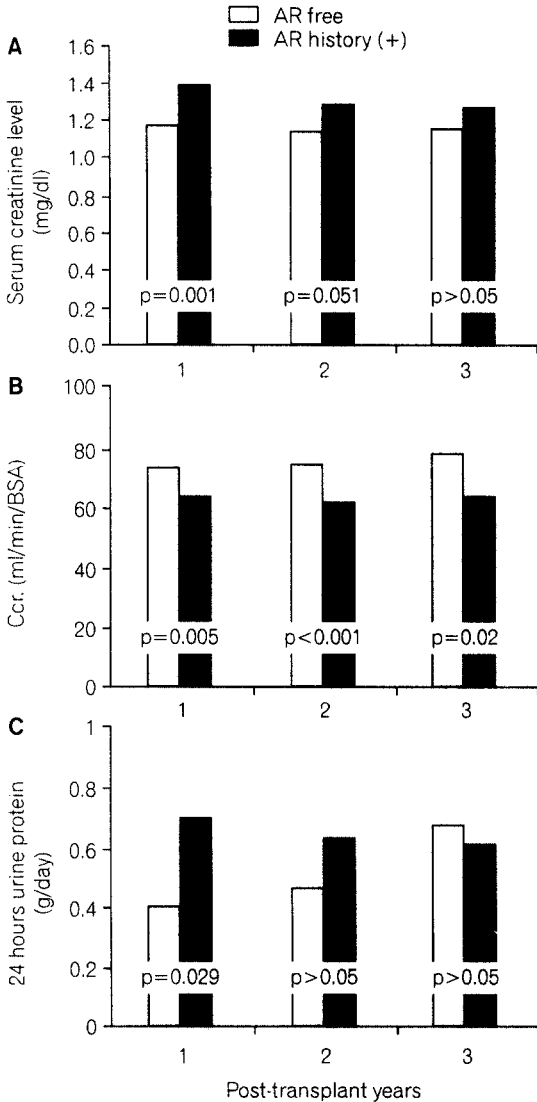 AR free
AR history (+)
A
Serum creatinine level
(mg/dl)
1.6
1.4
1.2
1.0
0.8
0.6
0.4
0.2
0.0
p=0.001
p=0.051
p>0.05
1
2
3
B
Ccr. (ml/min/BSA)
100
80
60
40
20
0
p=0.005
p<0.001
p=0.02
1
2
3
C
24 hours urine protein
(g/day)
1
0.8
0.6
0.4
0.2
0
p=0.029
p>0.05
p>0.05
1
2
3
Post-transplant years